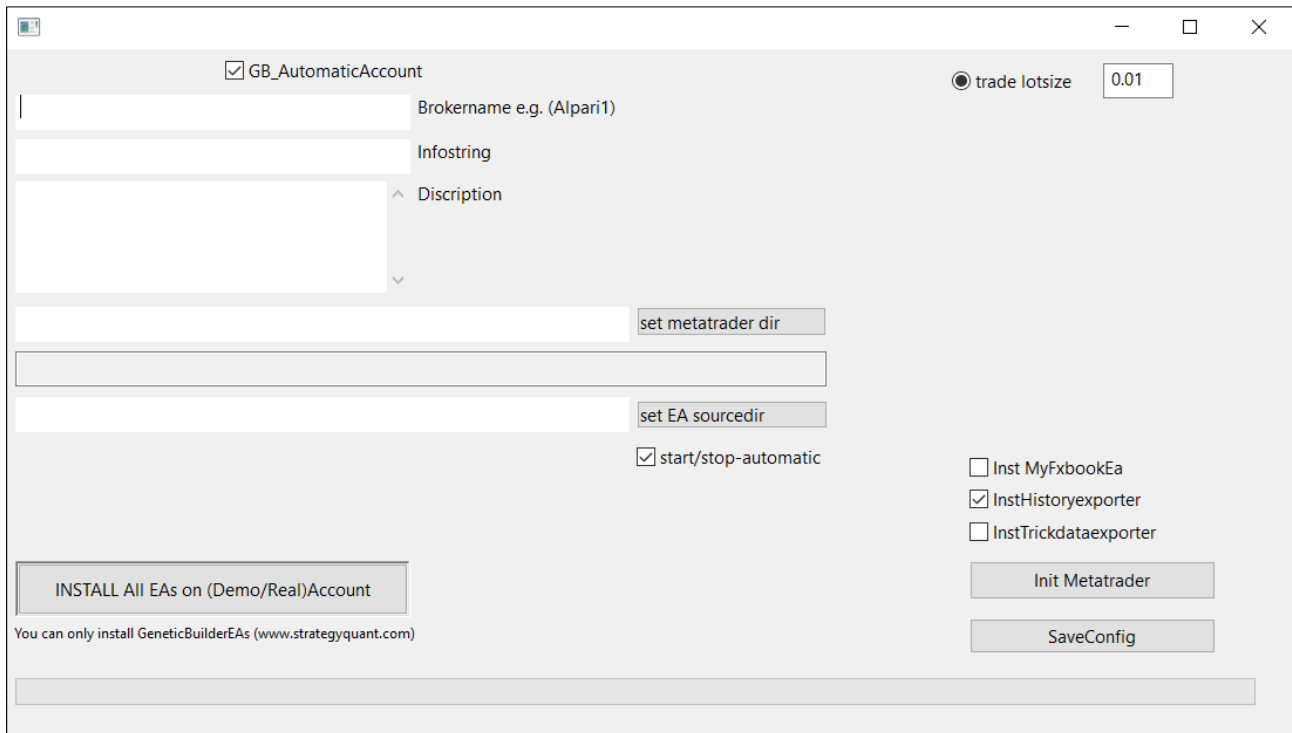 GB_AutomaticAccount
trade lotsize
0.01
Brokername e.g. (Alpari1)
Infostring
Discription
set metatrader dir
set EA sourcedir
start/stop-automatic
Inst MyFxbookEa
InstHistoryexporter
InstTrickdataexporter
INSTALL All EAs on (Demo/Real)Account
Init Metatrader
You can only install GeneticBuilderEAs (www.strategyquant.com)
SaveConfig